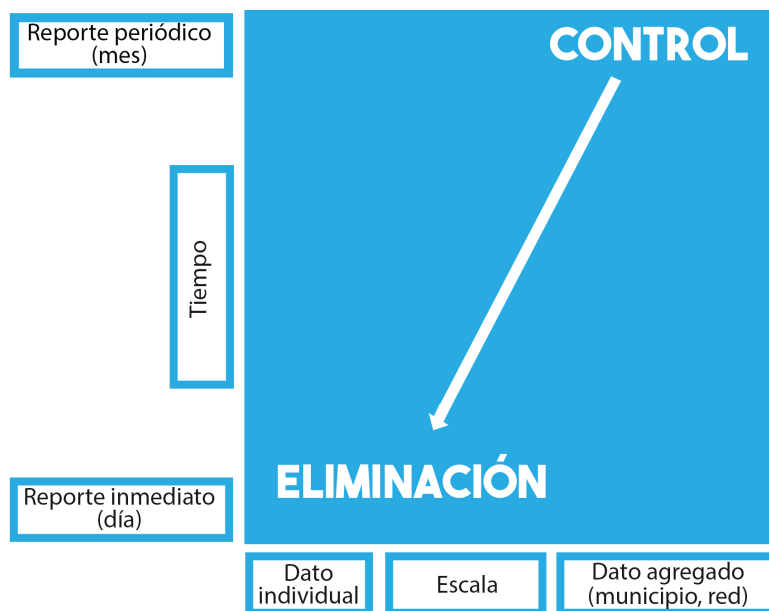 Reporte periódico
(mes)
CONTROL
Tiempo
ELIMINACIÓN
Reporte inmediato
(día)
Dato
individual
Escala
Dato agregado
(municipio, red)